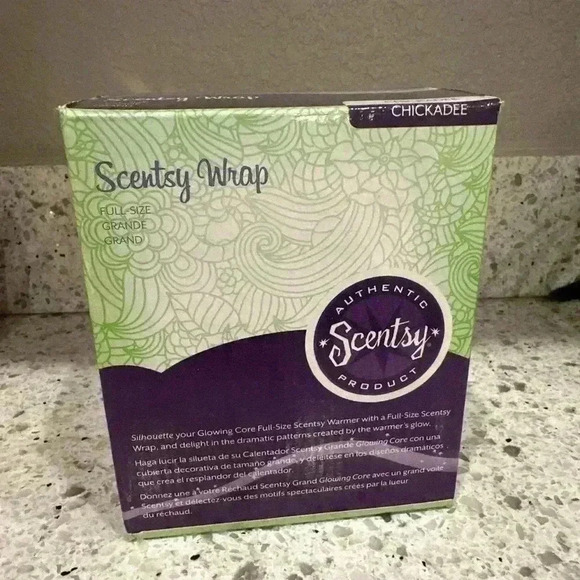 CHICKADEE
Scentsy Wrap
FULL-SIZE
GRANDE
GRAND
AUTHENTIC
Scentsy®
PRODUCT
Silhouette your Glowing Core Full-Size Scentsy Warmer with a Full-Size Scentsy
Wrap, and delight in the dramatic patterns created by the warmer's glow.
Haga lucir la silueta de su Calentador Scentsy Grande Glowing Core con una
cubierta decorativa de tamaño grande, y deléitese en los diseños dramáticos
que crea el resplandor del calentador.
Donnez une à votre Réchaud Scentsy Grand Glowing Core avec un grand voile
Scentsy et délectez-vous des motifs spectaculaires créés par la lueur
du réchaud.